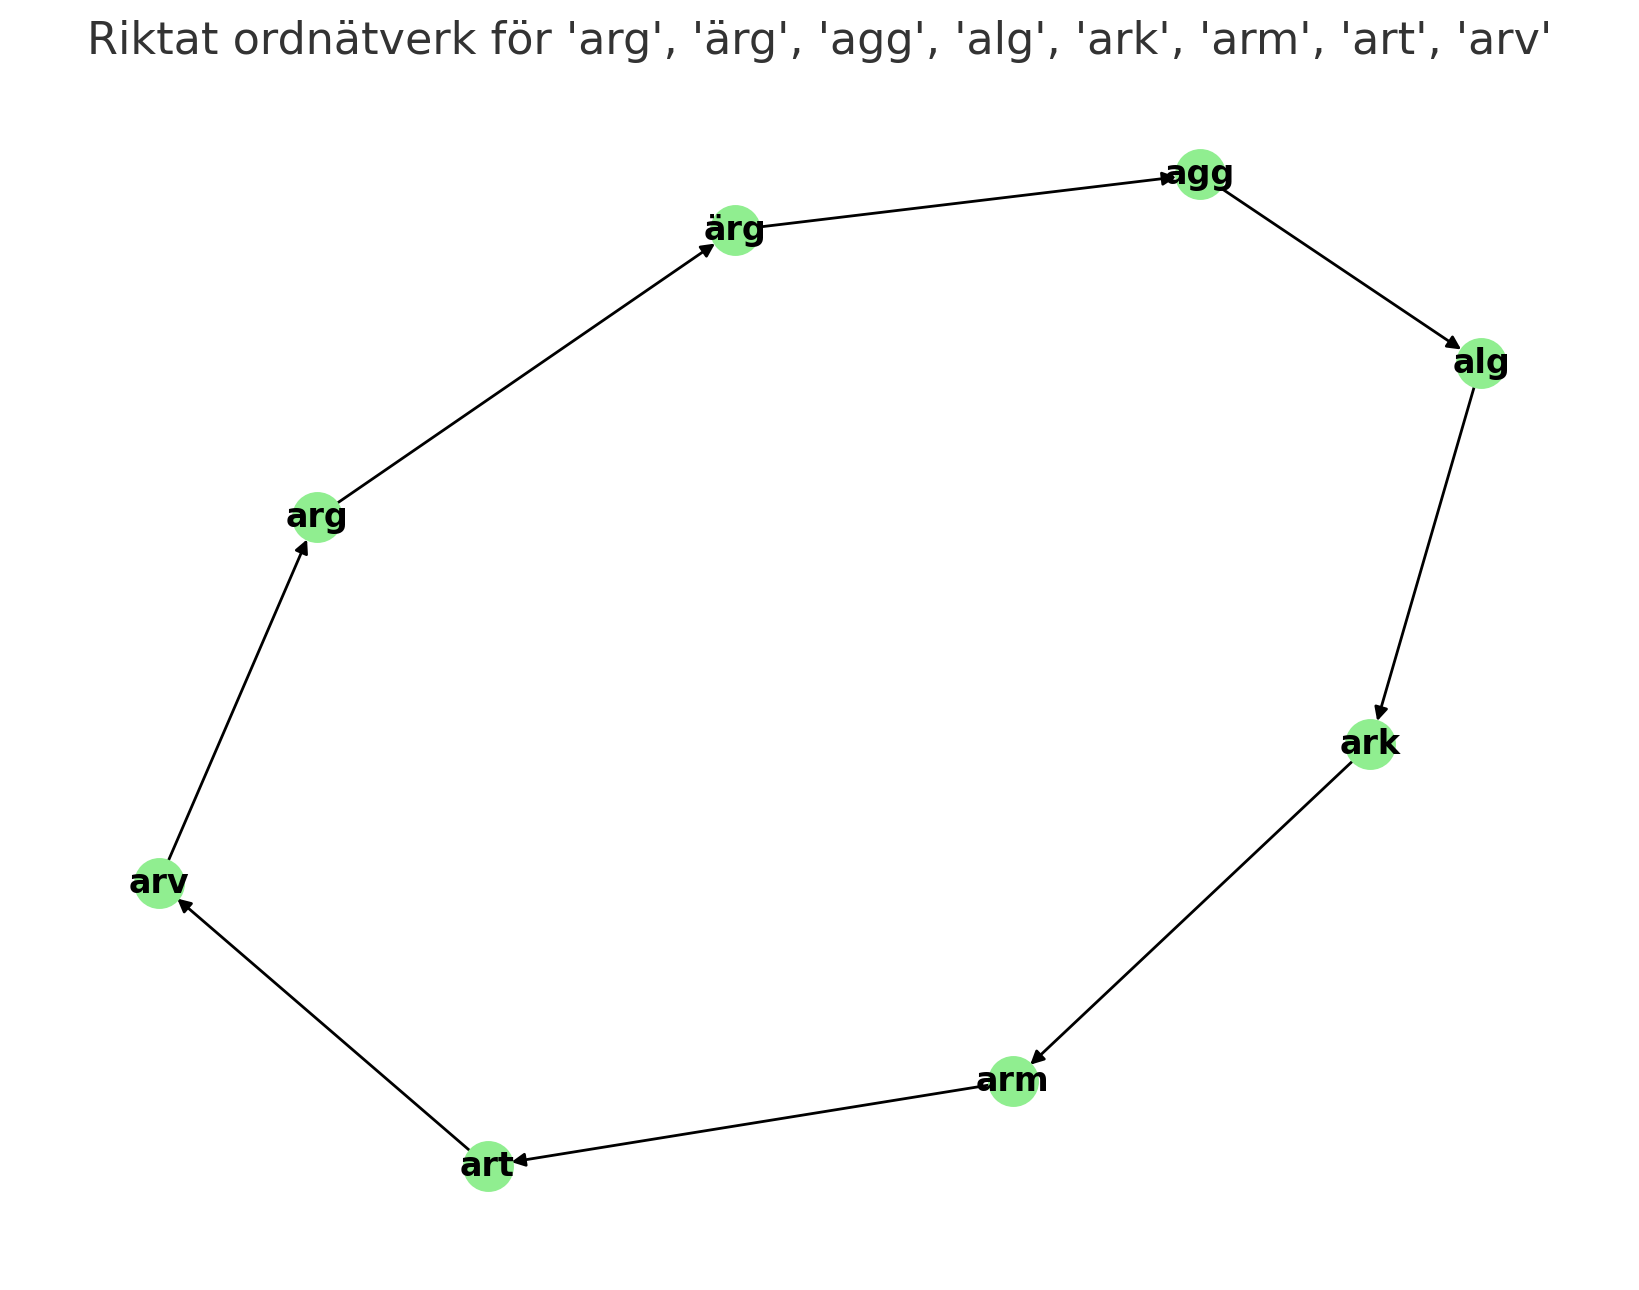 Riktat ordnätverk för 'arg', 'ärg', 'agg', 'alg', 'ark', 'arm', 'art', 'arv'
agg
ärg
alg
arg
ark
arv
arm
art